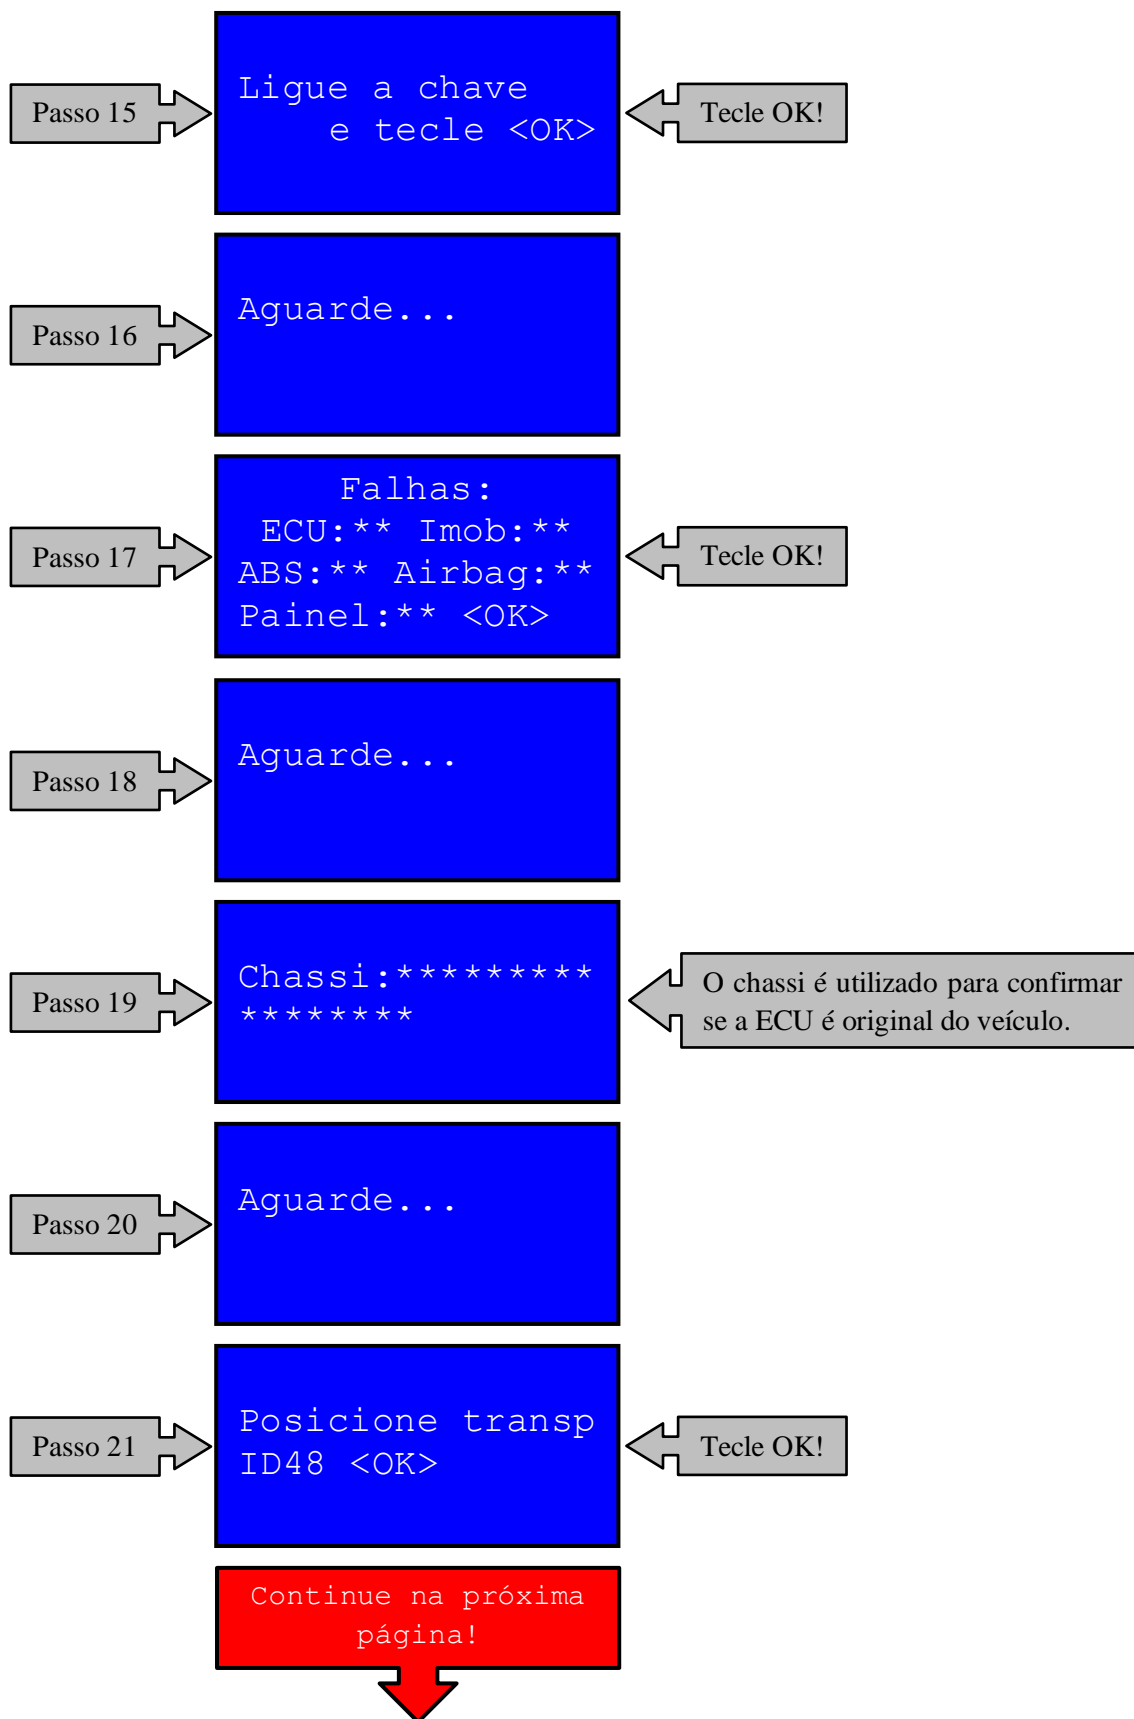 Passo 15
Ligue a chave
e tecle <OK>
Tecle OK!
Passo 16
Aguarde...
Passo 17
Falhas:
ECU:** Imob:**
ABS:** Airbag:**
Painel:** <OK>
Tecle OK!
Passo 18
Aguarde...
Passo 19
Chassi:*********
********
O chassi é utilizado para confirmar
se a ECU é original do veículo.
Passo 20
Aguarde...
Passo 21
Posicione transp
ID48 <OK>
Tecle OK!
Continue na próxima
página!